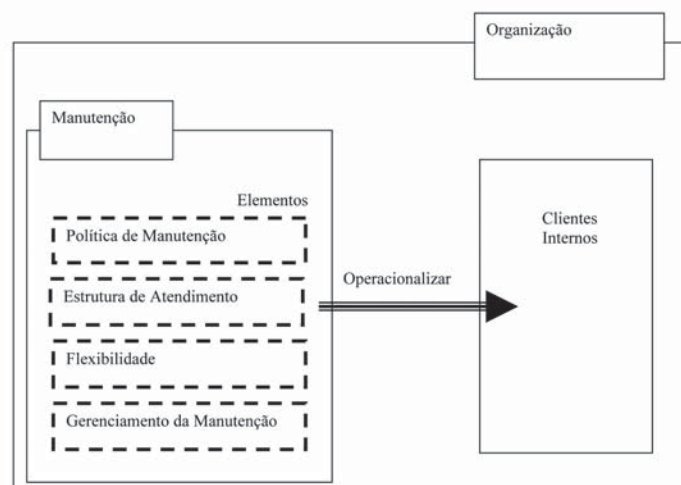 Organização
Manutenção
Elementos
Política de Manutenção
Estrutura de Atendimento
Flexibilidade
Gerenciamento da Manutenção
Operacionalizar
Clientes
Internos